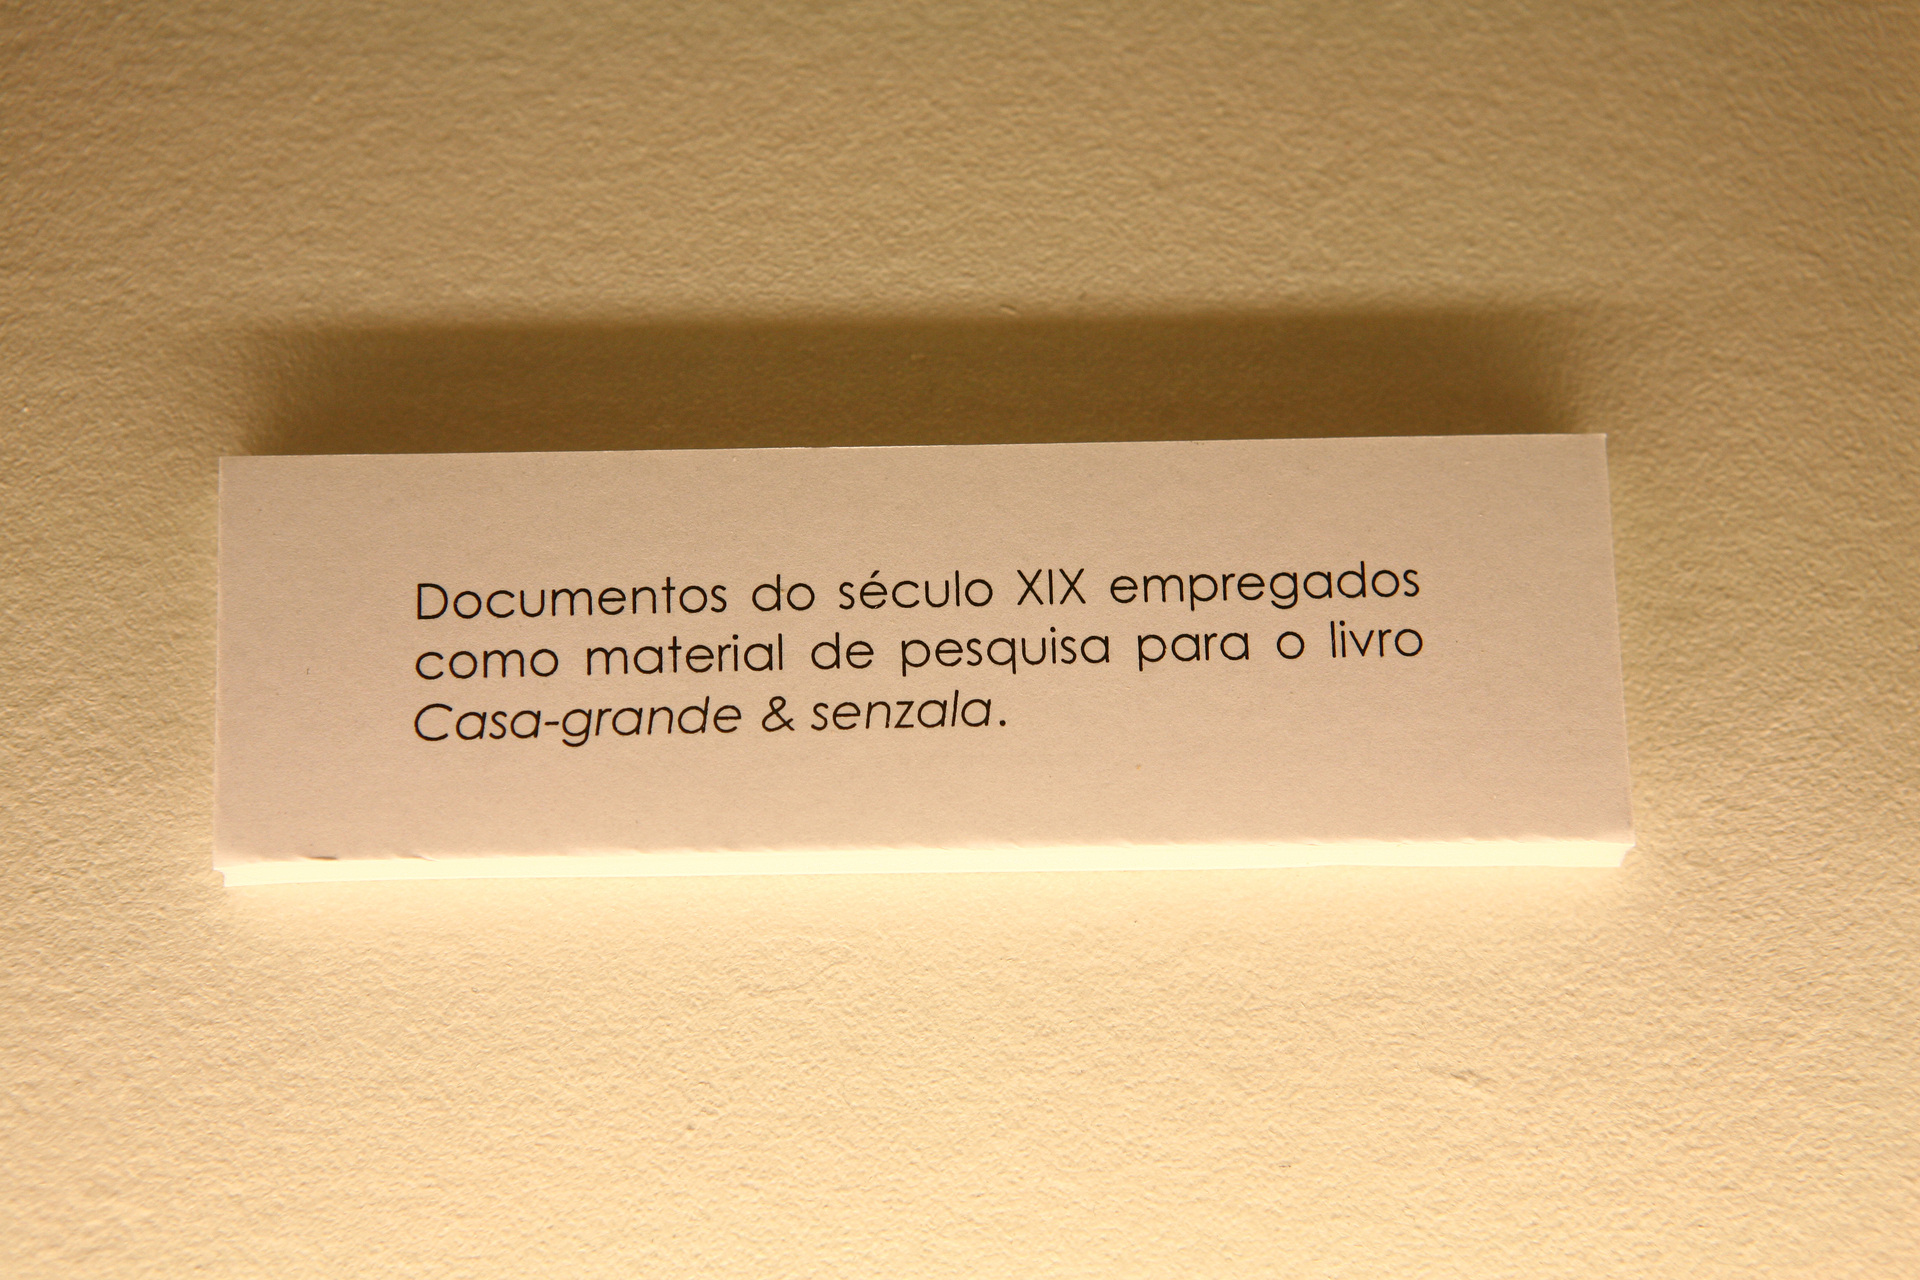 Documentos do século XIX empregados
como material de pesquisa para o livro
Casa-grande & senzala.